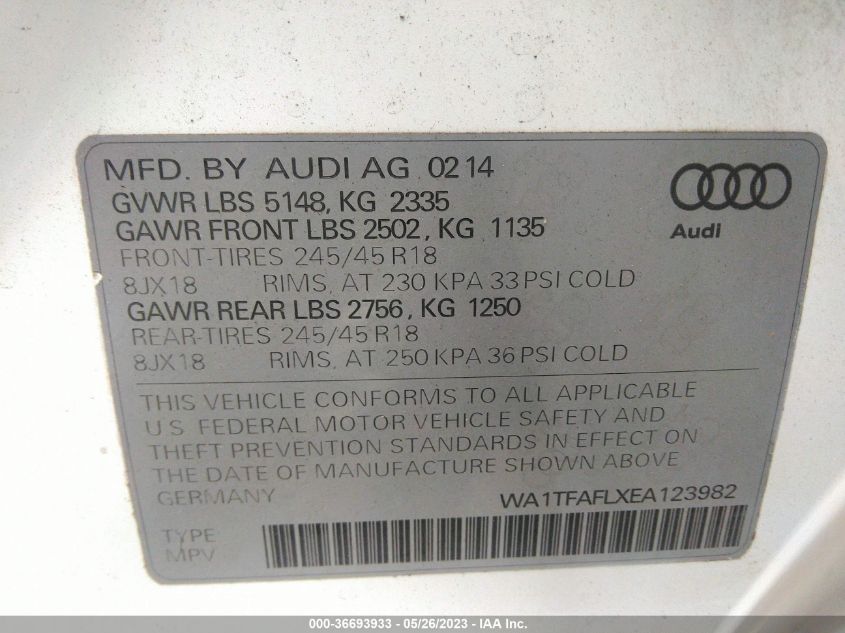 MFD. BY AUDI AG 02 14
GVWR LBS 5148, KG 2335
GAWR FRONT LBS 2502, KG 1135
FRONT-TIRES 245/45 R18
8JX18 RIMS, AT 230 KPA 33 PSI COLD
GAWR REAR LBS 2756, KG 1250
REAR-TIRES 245/45 R18
8JX18 RIMS, AT 250 KPA 36 PSI COLD
Audi
THIS VEHICLE CONFORMS TO ALL APPLICABLE
U.S. FEDERAL MOTOR VEHICLE SAFETY AND
THEFT PREVENTION STANDARDS IN EFFECT ON
THE DATE OF MANUFACTURE SHOWN ABOVE
GERMANY WA1TFAFLXEA123982
TYPE
MPV
000-36693933 - 05/26/2023 - IAA Inc.